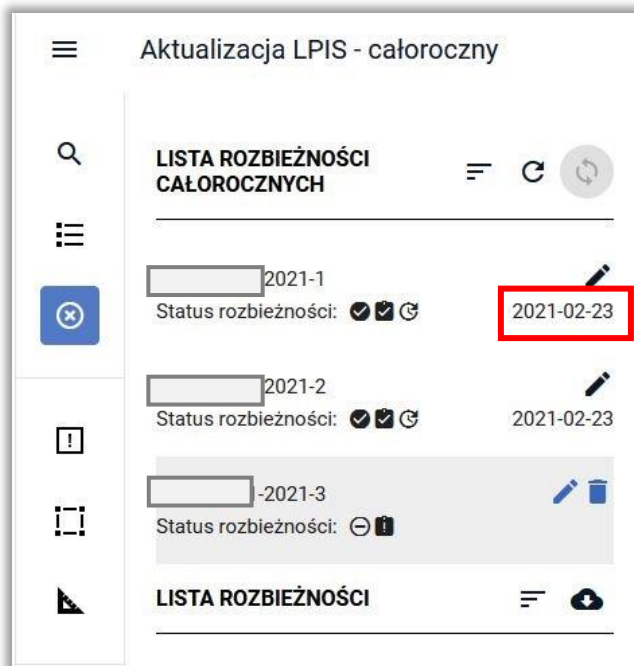 Aktualizacja LPIS - całoroczny
LISTA ROZBIEŻNOŚCI
CAŁOROCZNYCH
2021-1
Status rozbieżności: 2021-02-23
2021-2
Status rozbieżności: 2021-02-23
-2021-3
Status rozbieżności:
LISTA ROZBIEŻNOŚCI